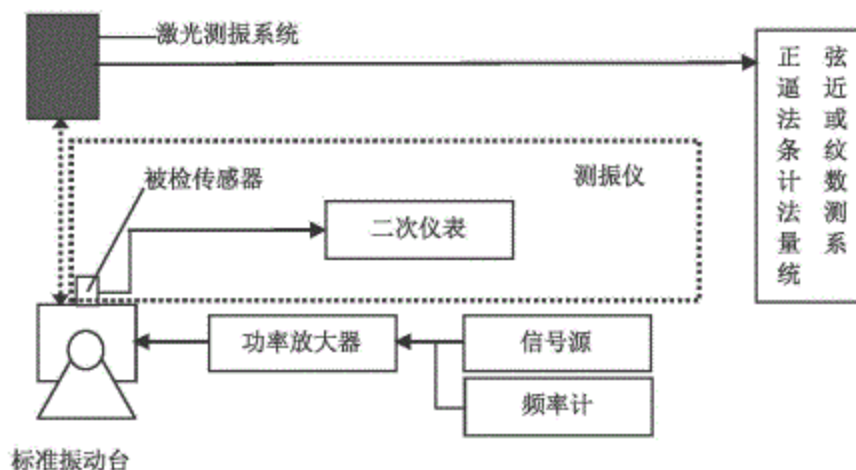 激光测振系统
正弦
逼近
法或
条纹
计数
法测
量系
统
被检传感器
测振仪
二次仪表
功率放大器
信号源
频率计
标准振动台